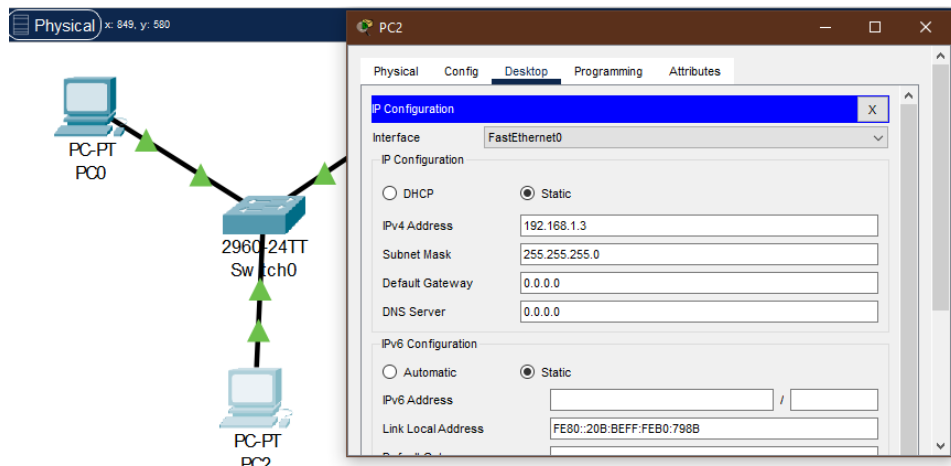 Physical x: 849, y: 580
PC-PT
PC0
2960-24TT
Switch0
PC-PT
PC2
PC2
Physical Config Desktop Programming Attributes
IP Configuration X
Interface FastEthernet0
IP Configuration
DHCP Static
IPv4 Address 192.168.1.3
Subnet Mask 255.255.255.0
Default Gateway 0.0.0.0
DNS Server 0.0.0.0
IPv6 Configuration
Automatic Static
IPv6 Address /
Link Local Address FE80::20B:BEFF:FEB0:798B